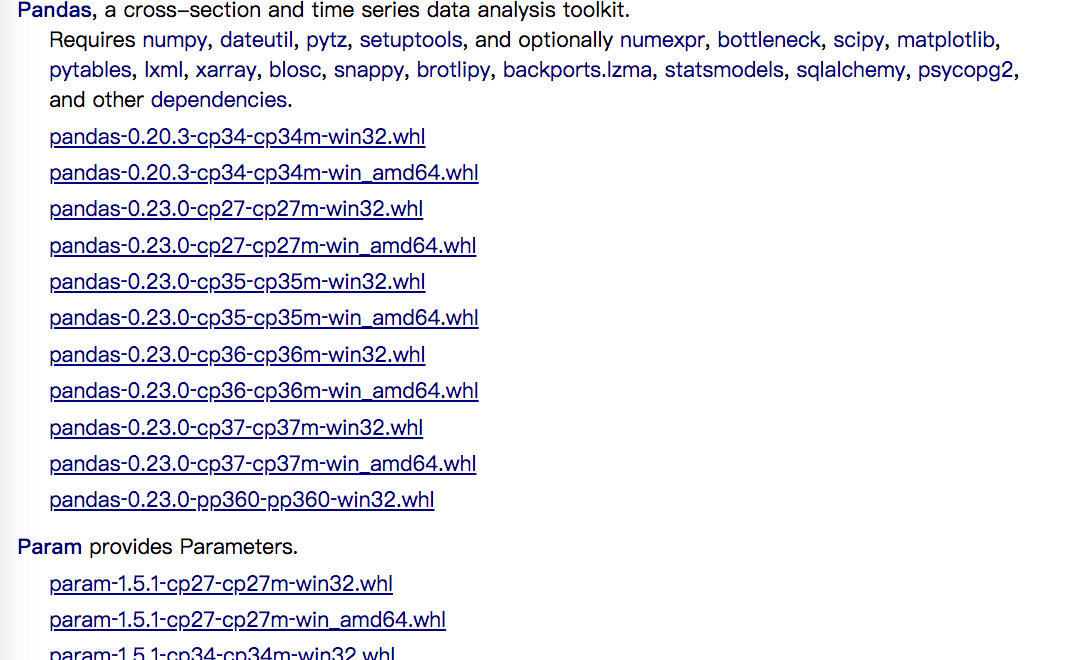 Pandas, a cross–section and time series data analysis toolkit.
Requires numpy, dateutil, pytz, setuptools, and optionally numexpr, bottleneck, scipy, matplotlib,
pytables, lxml, xarray, blosc, snappy, brotlipy, backports.lzma, statsmodels, sqlalchemy, psycopg2,
and other dependencies.
pandas-0.20.3-cp34-cp34m-win32.whl
pandas-0.20.3-cp34-cp34m-win_amd64.whl
pandas-0.23.0-cp27-cp27m-win32.whl
pandas-0.23.0-cp27-cp27m-win_amd64.whl
pandas-0.23.0-cp35-cp35m-win32.whl
pandas-0.23.0-cp35-cp35m-win_amd64.whl
pandas-0.23.0-cp36-cp36m-win32.whl
pandas-0.23.0-cp36-cp36m-win_amd64.whl
pandas-0.23.0-cp37-cp37m-win32.whl
pandas-0.23.0-cp37-cp37m-win_amd64.whl
pandas-0.23.0-pp360-pp360-win32.whl
Param provides Parameters.
param-1.5.1-cp27-cp27m-win32.whl
param-1.5.1-cp27-cp27m-win_amd64.whl
param-1.5.1-cp34-cp34m-win32.whl